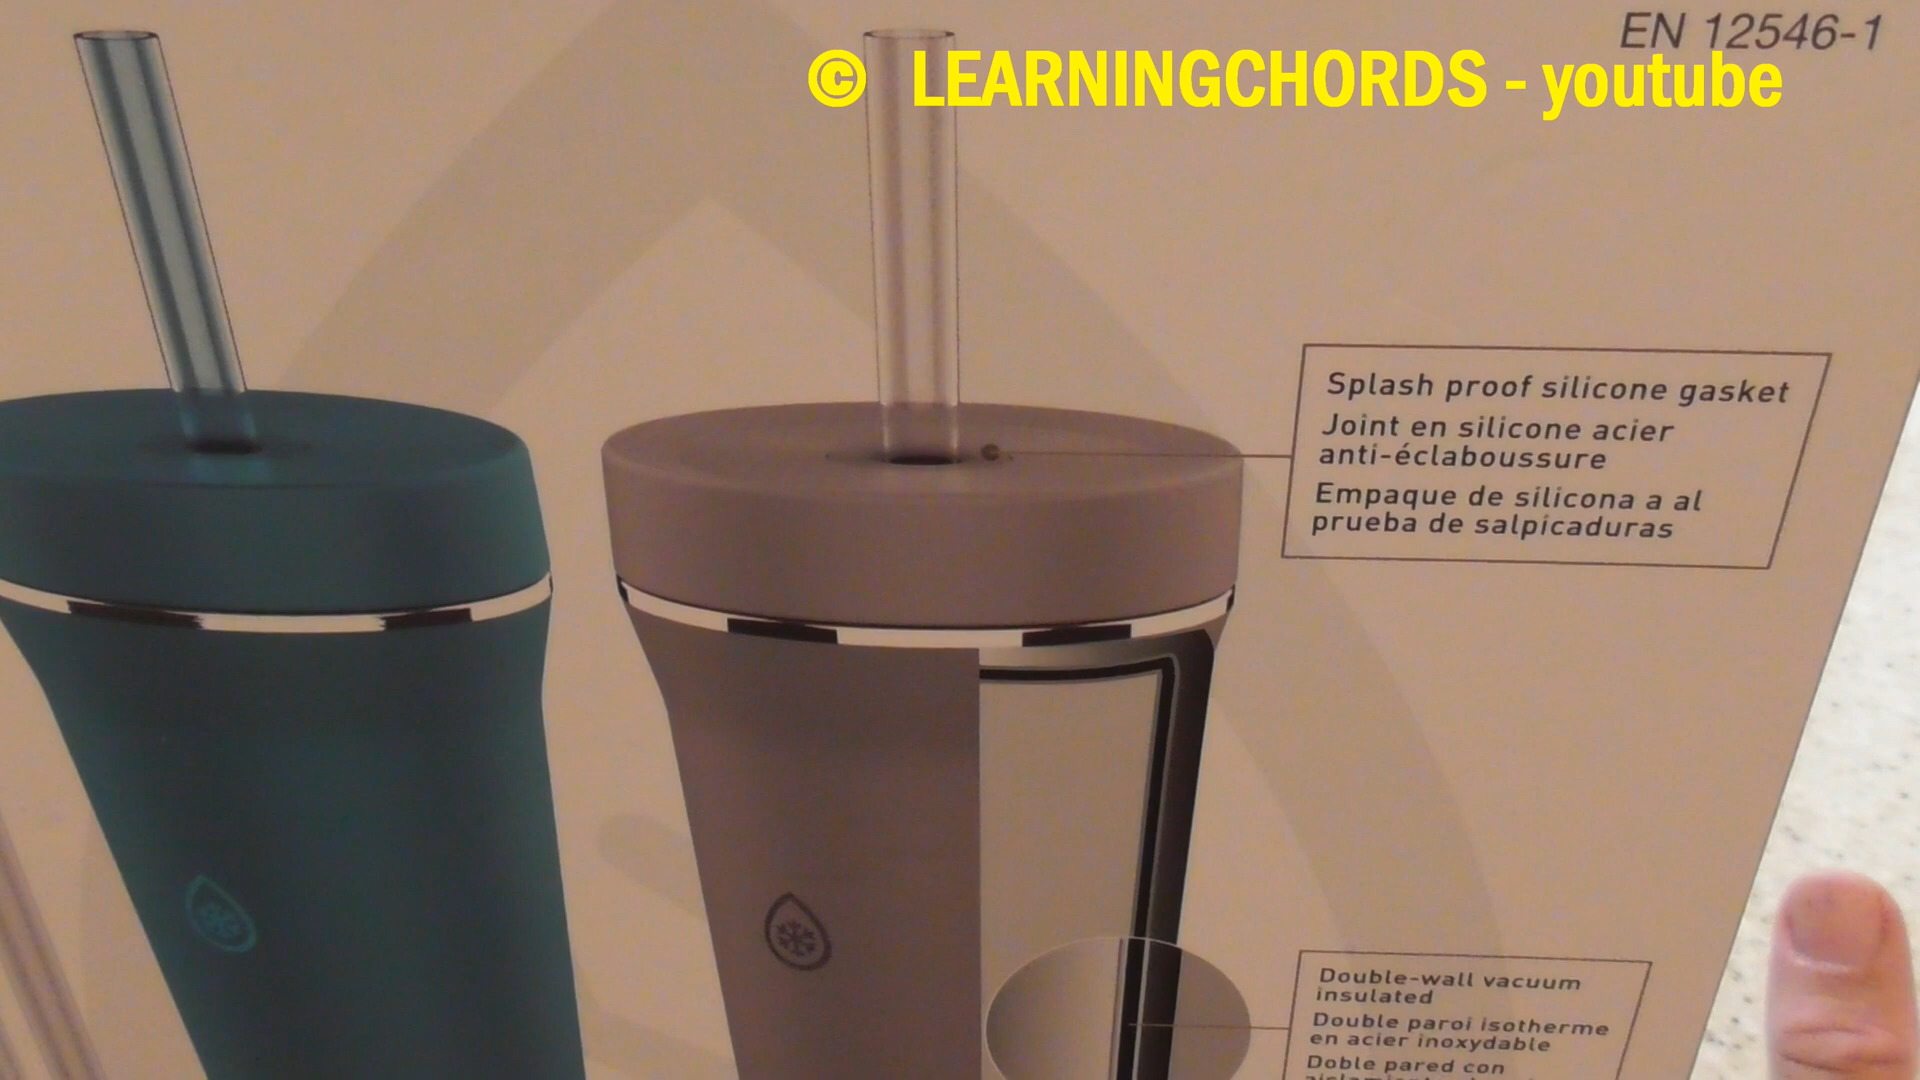 EN 12546-1
© LEARNINGCHORDS - youtube
Splash proof silicone gasket
Joint en silicone acier
anti-éclaboussure
Empaque de silicona a al
prueba de salpicaduras
Double-wall vacuum
insulated
Double paroi isotherme
en acier inoxydable
Doble pared con